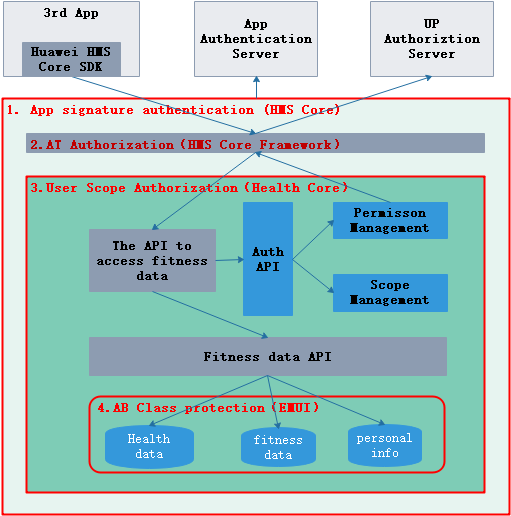 3rd App
Huawei HMS
Core SDK
App
Authentication
Server
UP
Authoriztion
Server
1. App signature authentication (HMS Core)
2.AT Authorization (HMS Core Framework)
3.User Scope Authorization (Health Core)
The API to
access fitness
data
Auth
API
Permisson
Management
Scope
Management
Fitness data API
4.AB Class protection (EMUI)
Health
data
fitness
data
personal
info